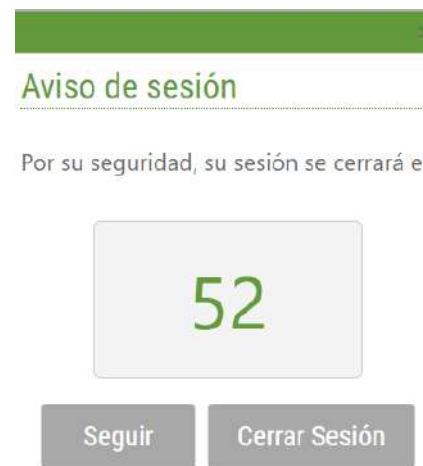 Aviso de sesión
Por su seguridad, su sesión se cerrará e
52
Seguir Cerrar Sesión